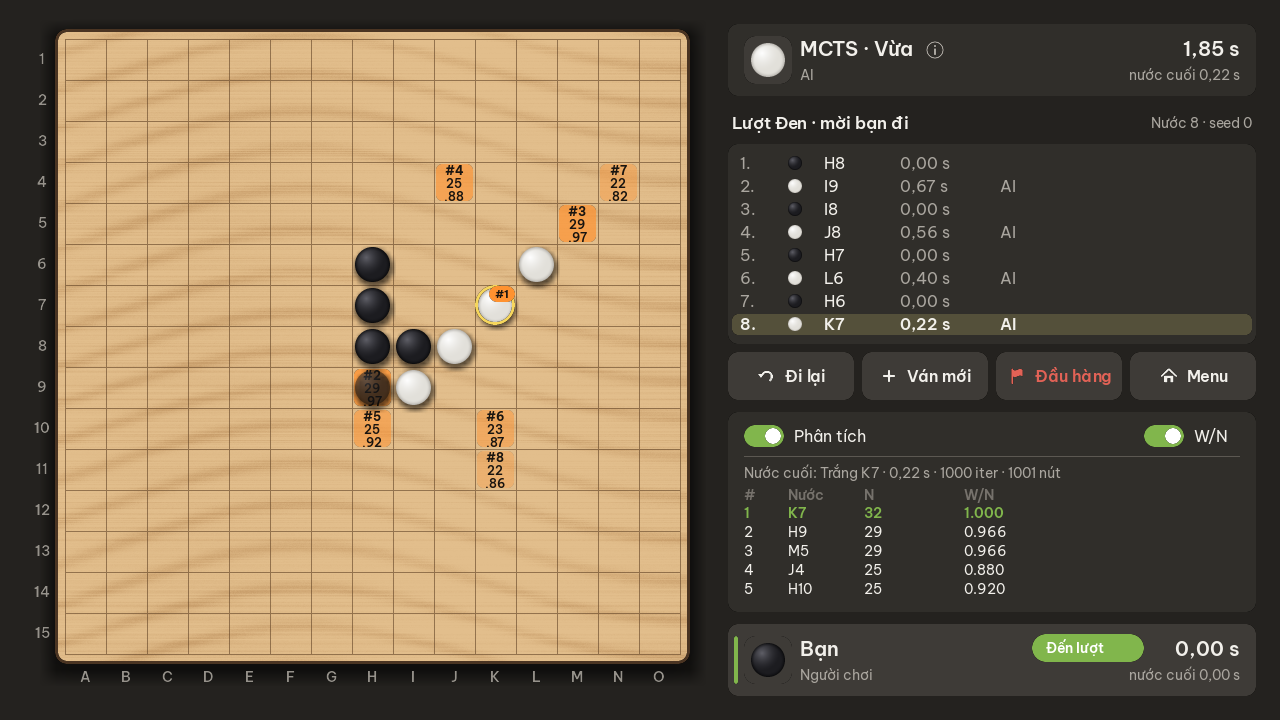 1
2
3
4
5
6
7
8
9
10
11
12
13
14
15
A B C D E F G H I J K L M N O
#4
25
.88
#7
22
.82
#3
29
.97
#1
#2
29
.97
#5
25
.92
#6
23
.87
#8
22
.86
MCTS · Vừa
1,85 s
AI
nước cuối 0,22 s
Lượt Đen · mời bạn đi
Nước 8 · seed 0
1. H8 0,00 s
2. I9 0,67 s AI
3. I8 0,00 s
4. J8 0,56 s AI
5. H7 0,00 s
6. L6 0,40 s AI
7. H6 0,00 s
8. K7 0,22 s AI
Đi lại
Ván mới
Đầu hàng
Menu
Phân tích
W/N
Nước cuối: Trắng K7 · 0,22 s · 1000 iter · 1001 nút
# Nước N W/N
1 K7 32 1.000
2 H9 29 0.966
3 M5 29 0.966
4 J4 25 0.880
5 H10 25 0.920
Bạn
Đến lượt
0,00 s
Người chơi
nước cuối 0,00 s